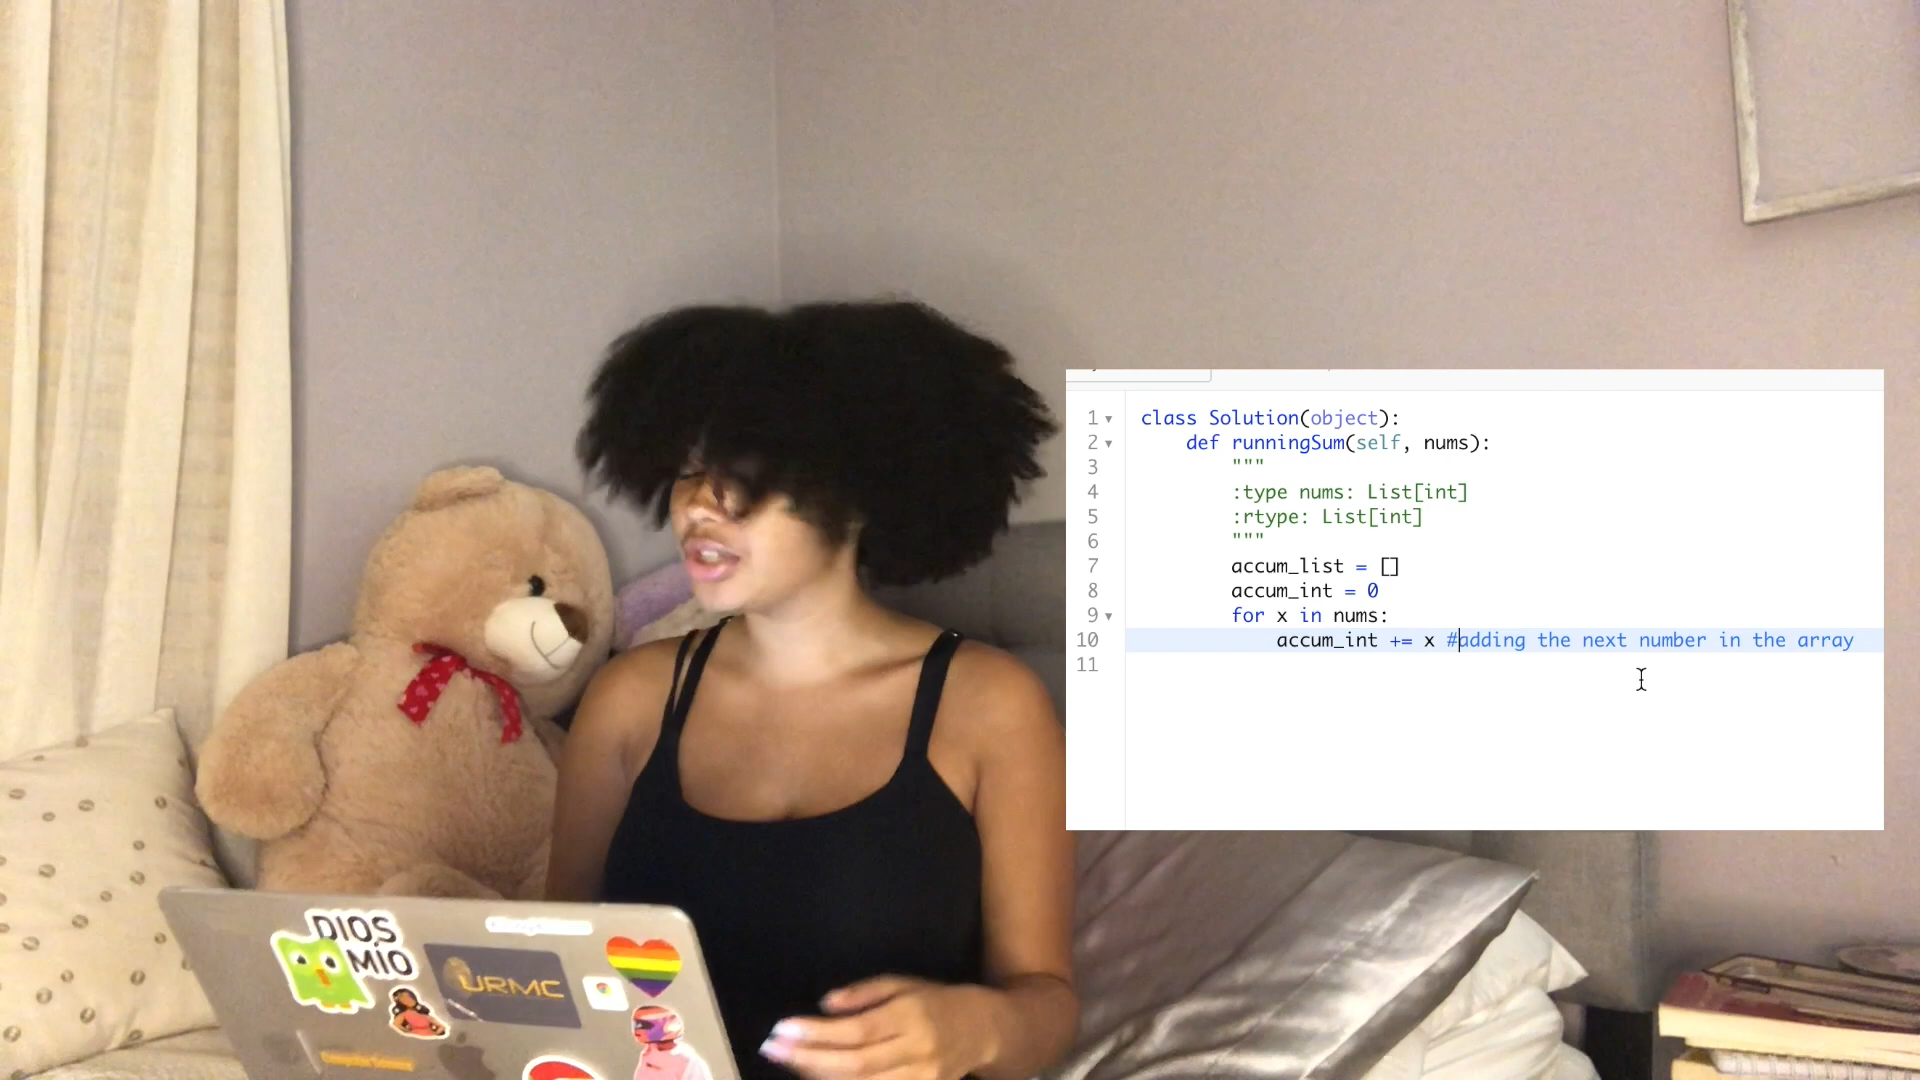 1 class Solution(object):
2 def runningSum(self, nums):
3 """
4 :type nums: List[int]
5 :rtype: List[int]
6 """
7 accum_list = []
8 accum_int = 0
9 for x in nums:
10 accum_int += x #adding the next number in the array
11
DIOS
MÍO
URMC